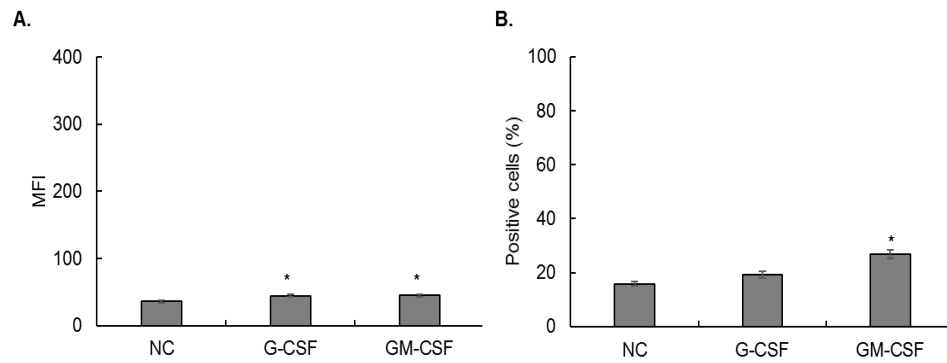 A.
400
300
200
100
0
MFI
*
*
NC
G-CSF
GM-CSF
B.
100
80
60
40
20
0
Positive cells (%)
*
NC
G-CSF
GM-CSF